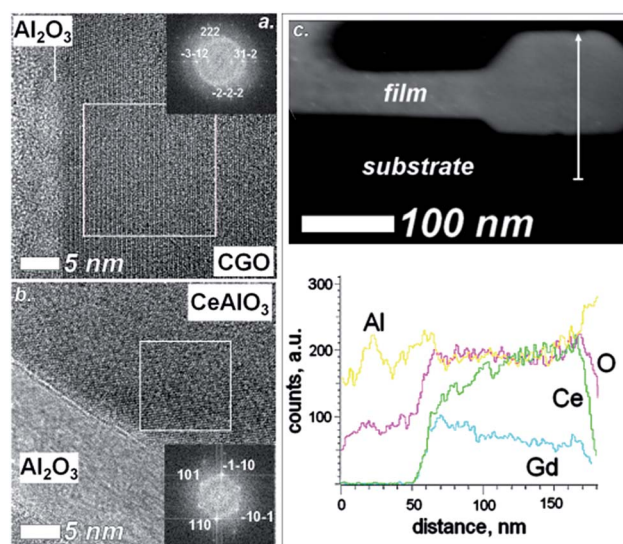 a.
Al₂O₃
222
-3-12
31-2
-2-2-2
5 nm
CGO
b.
CeAlO₃
Al₂O₃
101
-1-10
110
-10-1
5 nm
c.
film
substrate
100 nm
300
200
100
counts, a.u.
Al
O
Ce
Gd
0
50
100
150
distance, nm